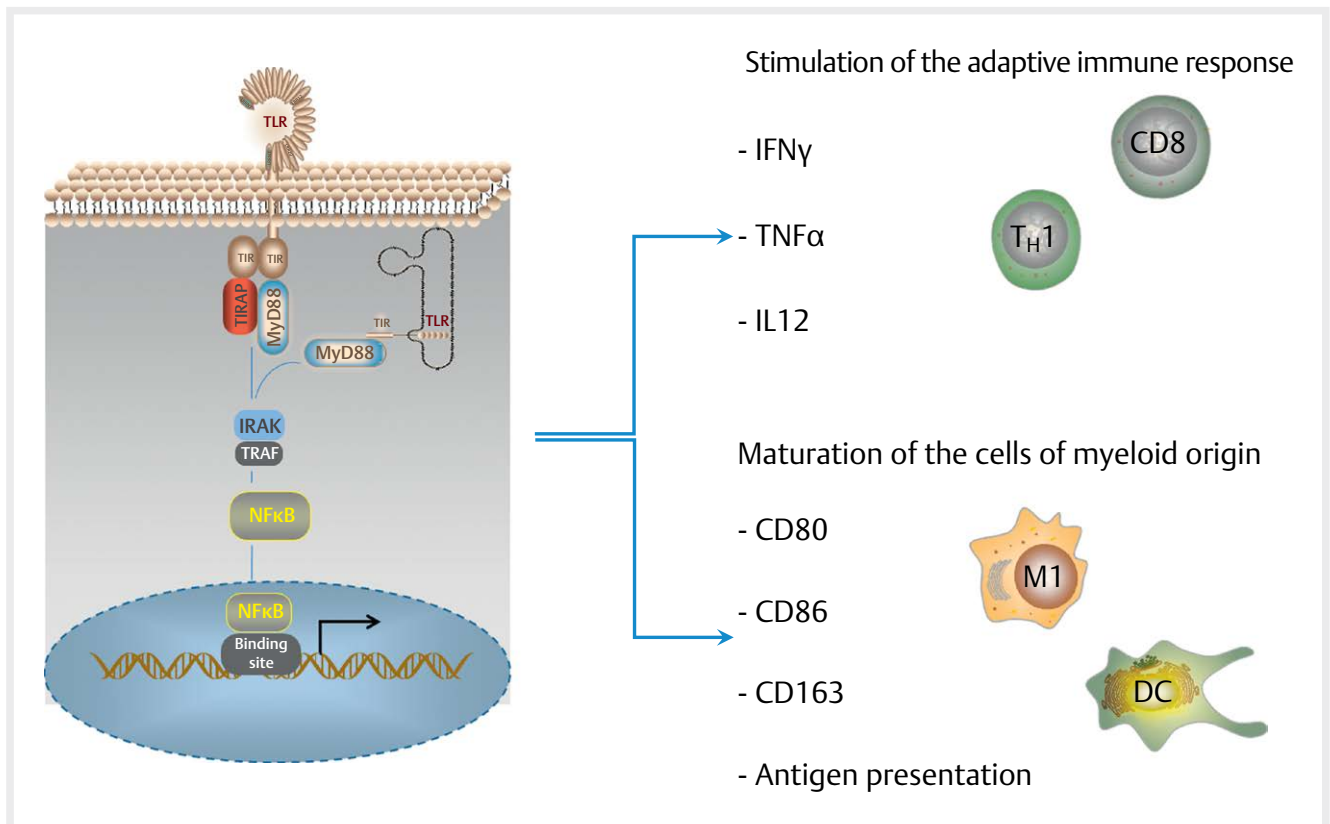 TLR
TIR
TIR
TIRAP
MyD88
TIR
TLR
MyD88
IRAK
TRAF
NFκB
NFκB
Binding
site
Stimulation of the adaptive immune response
- IFNγ
- TNFα
- IL12
CD8
TH1
Maturation of the cells of myeloid origin
- CD80
- CD86
- CD163
- Antigen presentation
M1
DC